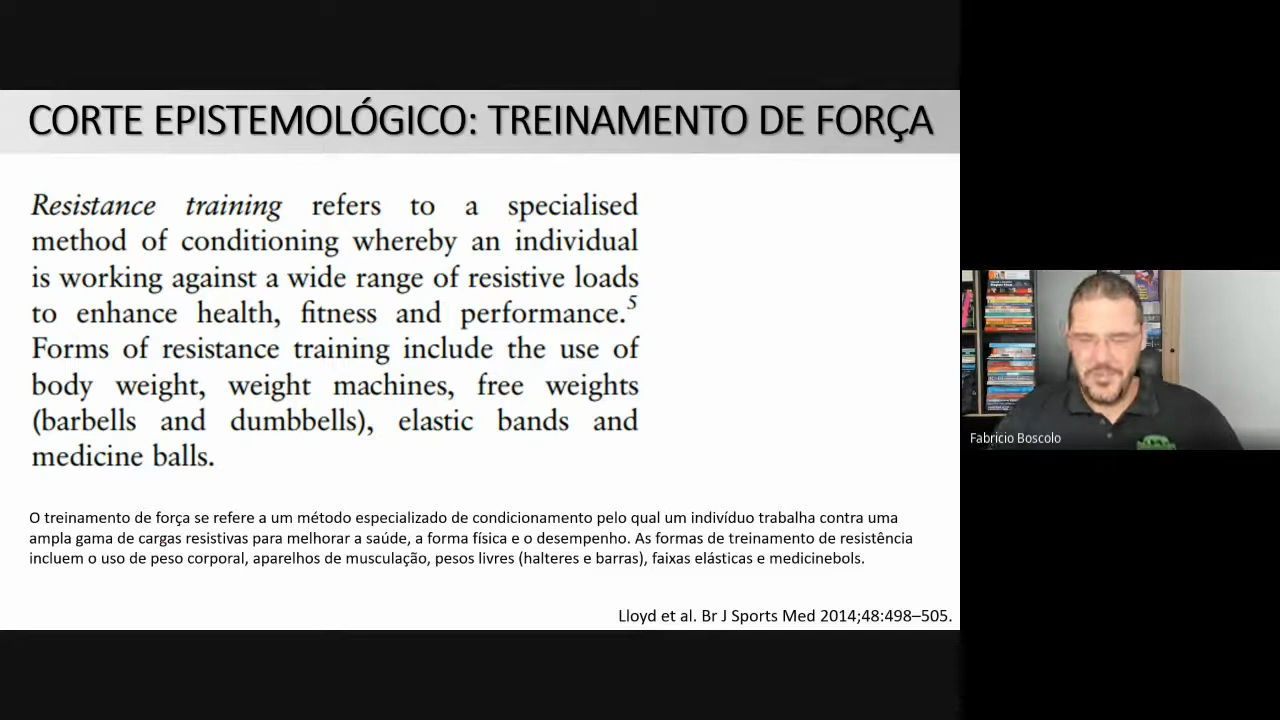 CORTE EPISTEMOLÓGICO: TREINAMENTO DE FORÇA
Resistance training refers to a specialised
method of conditioning whereby an individual
is working against a wide range of resistive loads
to enhance health, fitness and performance.5
Forms of resistance training include the use of
body weight, weight machines, free weights
(barbells and dumbbells), elastic bands and
medicine balls.
O treinamento de força se refere a um método especializado de condicionamento pelo qual um indivíduo trabalha contra uma
ampla gama de cargas resistivas para melhorar a saúde, a forma física e o desempenho. As formas de treinamento de resistência
incluem o uso de peso corporal, aparelhos de musculação, pesos livres (halteres e barras), faixas elásticas e medicinebols.
Lloyd et al. Br J Sports Med 2014;48:498–505.
Fabricio Boscolo